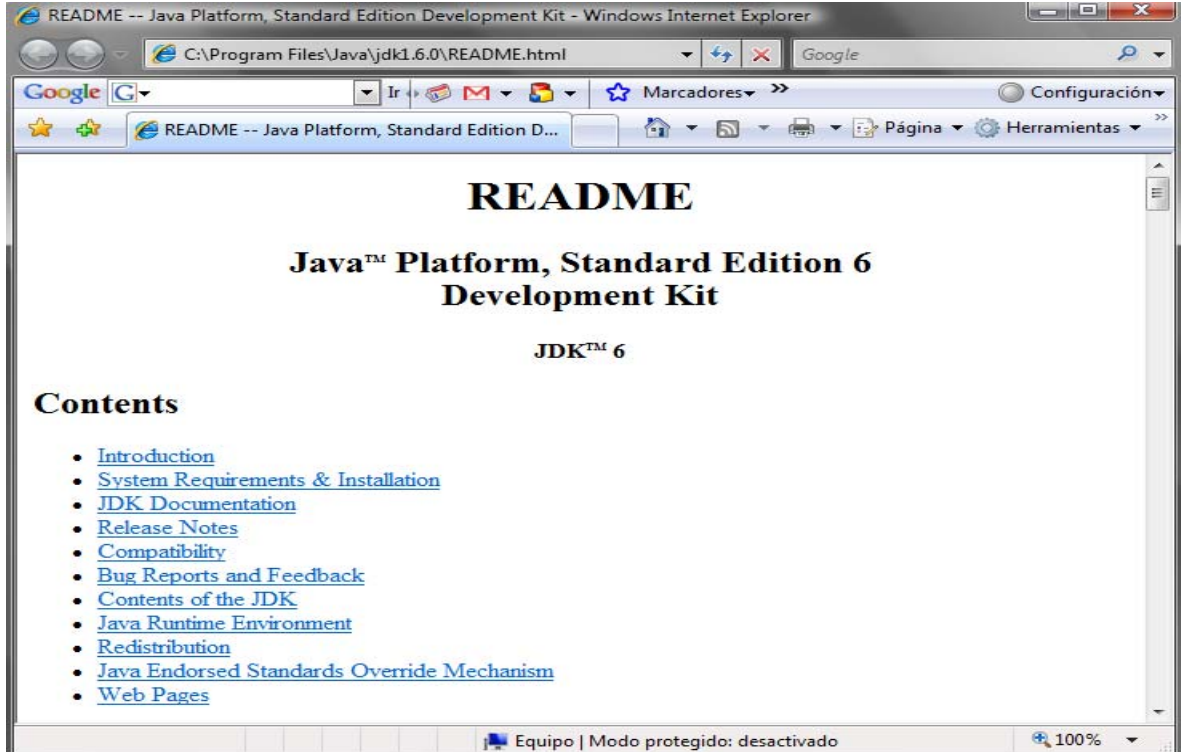 README -- Java Platform, Standard Edition Development Kit - Windows Internet Explorer
C:\Program Files\Java\jdk1.6.0\README.html
Google
Google G Ir Marcadores » Configuración
README -- Java Platform, Standard Edition D... Página Herramientas »
README
Java™ Platform, Standard Edition 6
Development Kit
JDK™ 6
Contents
• Introduction
• System Requirements & Installation
• JDK Documentation
• Release Notes
• Compatibility
• Bug Reports and Feedback
• Contents of the JDK
• Java Runtime Environment
• Redistribution
• Java Endorsed Standards Override Mechanism
• Web Pages
Equipo | Modo protegido: desactivado 100%